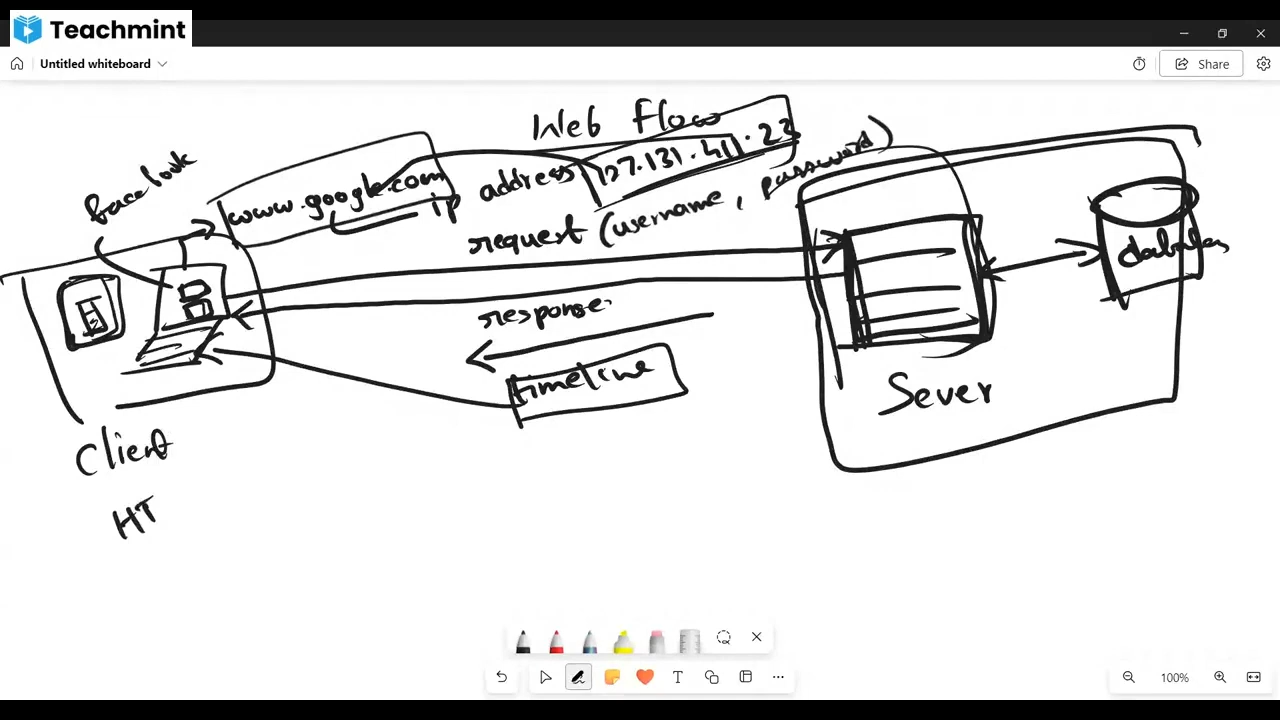 Teachmint
Untitled whiteboard
Share
Web Flow
facebook
www.google.com
ip address
127.131.411.23
request (username, password)
response
timeline
database
Sever
Client
HT
100%